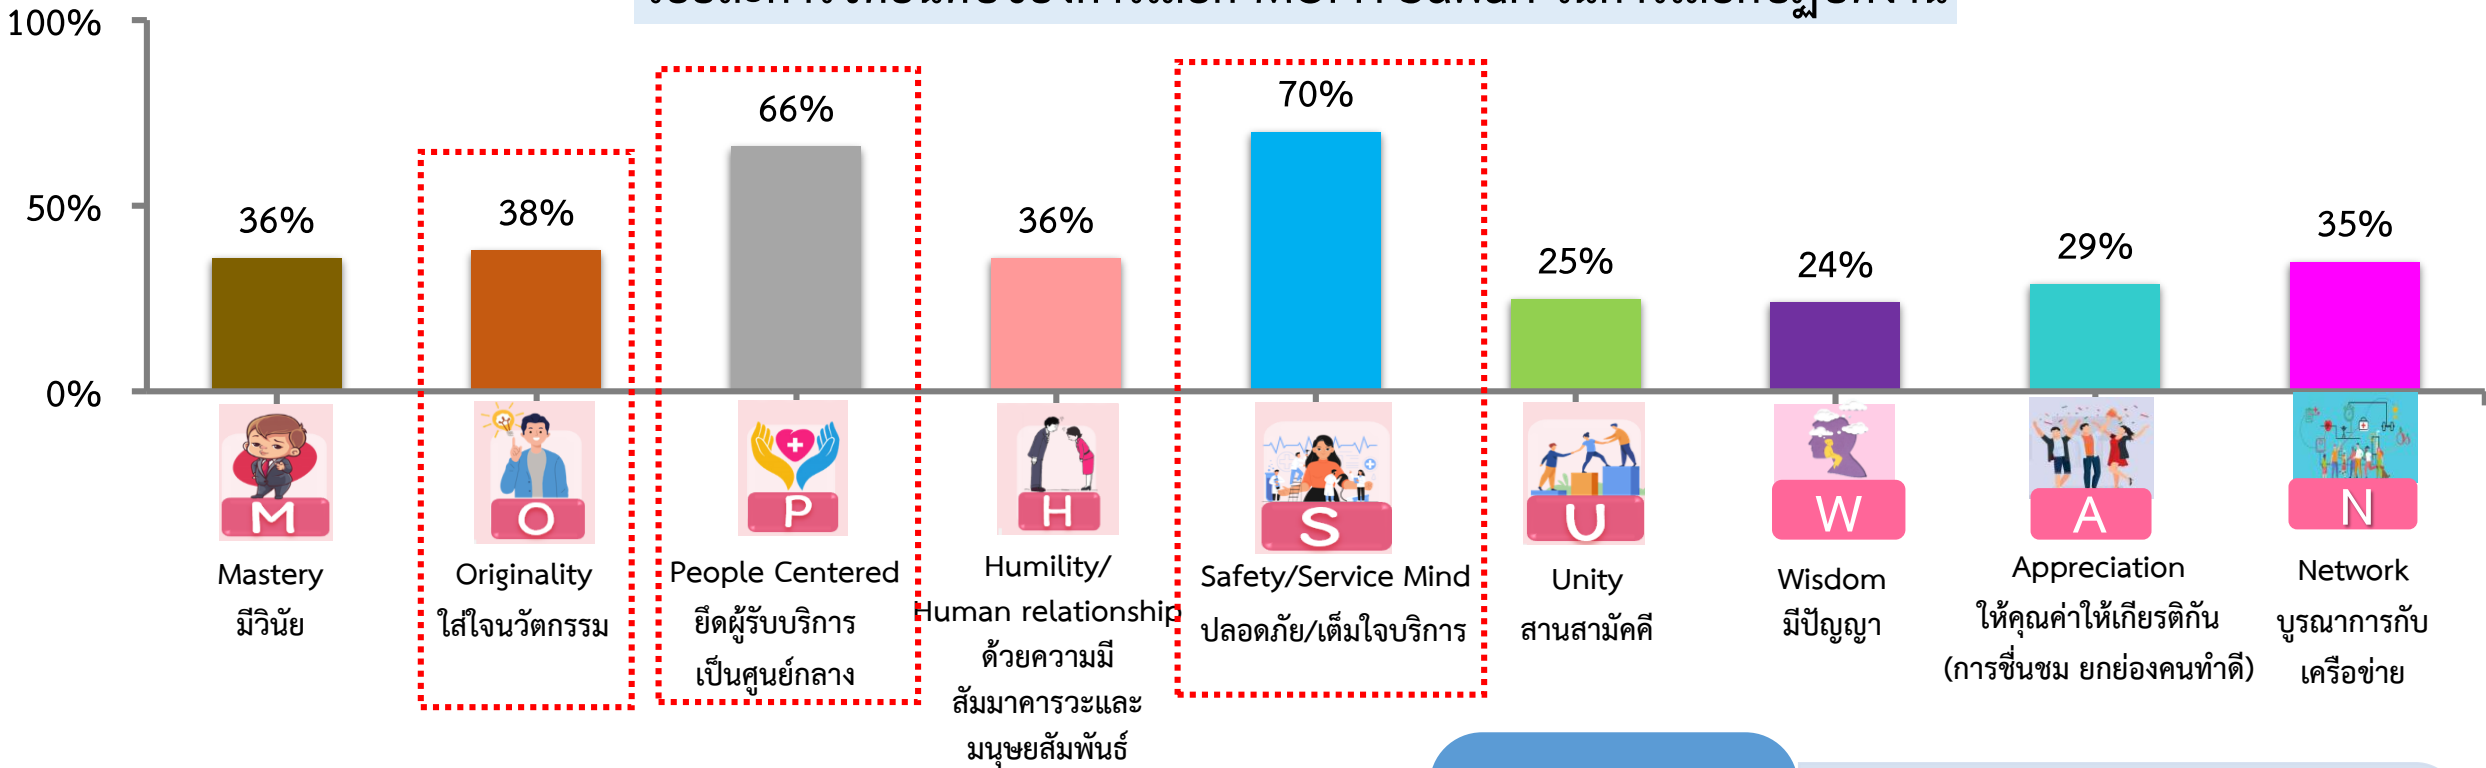 100%
50%
0%
36%
38%
66%
36%
70%
25%
24%
29%
35%
M
O
P
H
S
U
W
A
N
Mastery
มีวินัย
Originality
ใส่ใจนวัตกรรม
People Centered
ยึดผู้รับบริการ
เป็นศูนย์กลาง
Humility/
Human relationship
ด้วยความมี
สัมมาคารวะและ
มนุษยสัมพันธ์
Safety/Service Mind
ปลอดภัย/เต็มใจบริการ
Unity
สานสามัคคี
Wisdom
มีปัญญา
Appreciation
ให้คุณค่าให้เกียรติกัน
(การชื่นชม ยกย่องคนทำดี)
Network
บูรณาการกับ
เครือข่าย